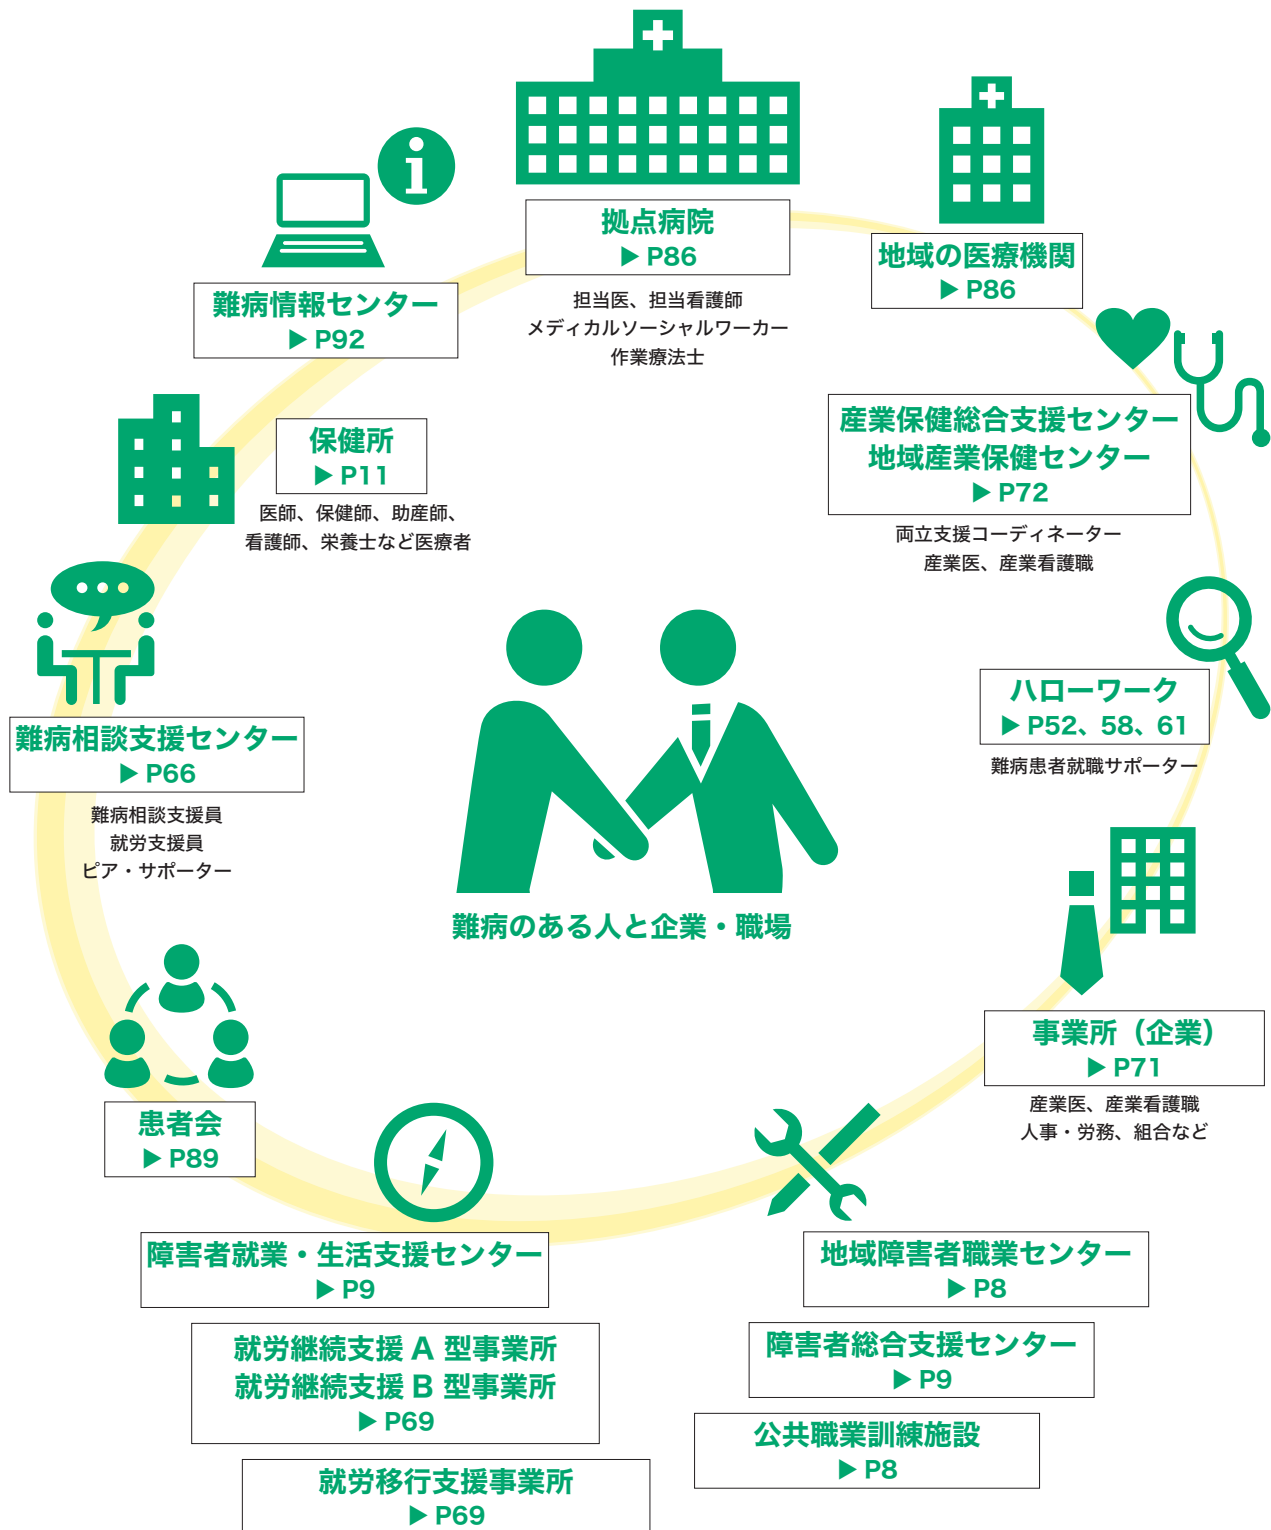 拠点病院
▶ P86
担当医、担当看護師
メディカルソーシャルワーカー
作業療法士
地域の医療機関
▶ P86
産業保健総合支援センター
地域産業保健センター
▶ P72
両立支援コーディネーター
産業医、産業看護職
ハローワーク
▶ P52、58、61
難病患者就職サポーター
事業所（企業）
▶ P71
産業医、産業看護職
人事・労務、組合など
地域障害者職業センター
▶ P8
障害者総合支援センター
▶ P9
公共職業訓練施設
▶ P8
障害者就業・生活支援センター
▶ P9
就労継続支援 A 型事業所
就労継続支援 B 型事業所
▶ P69
就労移行支援事業所
▶ P69
患者会
▶ P89
難病相談支援センター
▶ P66
難病相談支援員
就労支援員
ピア・サポーター
保健所
▶ P11
医師、保健師、助産師、
看護師、栄養士など医療者
難病情報センター
▶ P92
i
難病のある人と企業・職場